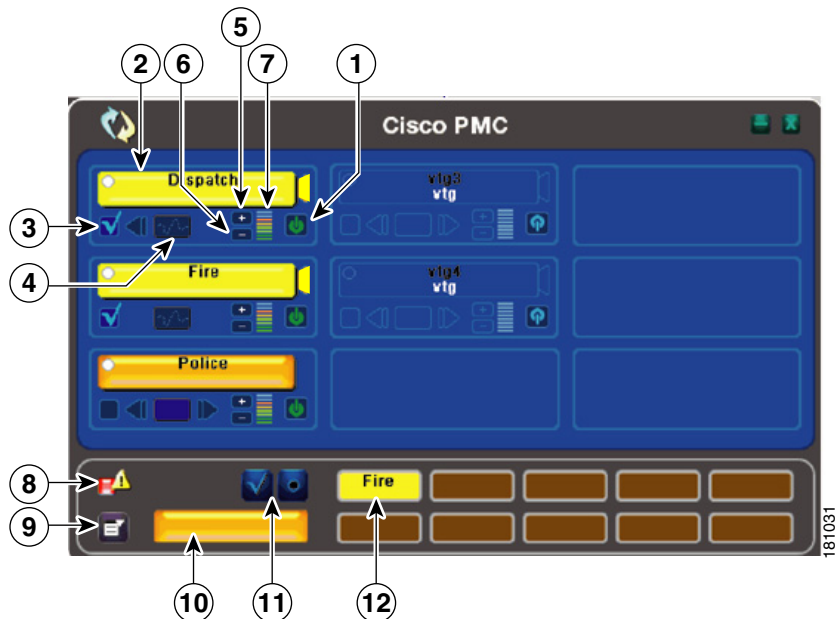 5
2 6 7 1
Cisco PMC
Dispatch
vtg3
vtg
3
4
Fire
vtg4
vtg
Police
8
Fire
9
10 11 12
181031